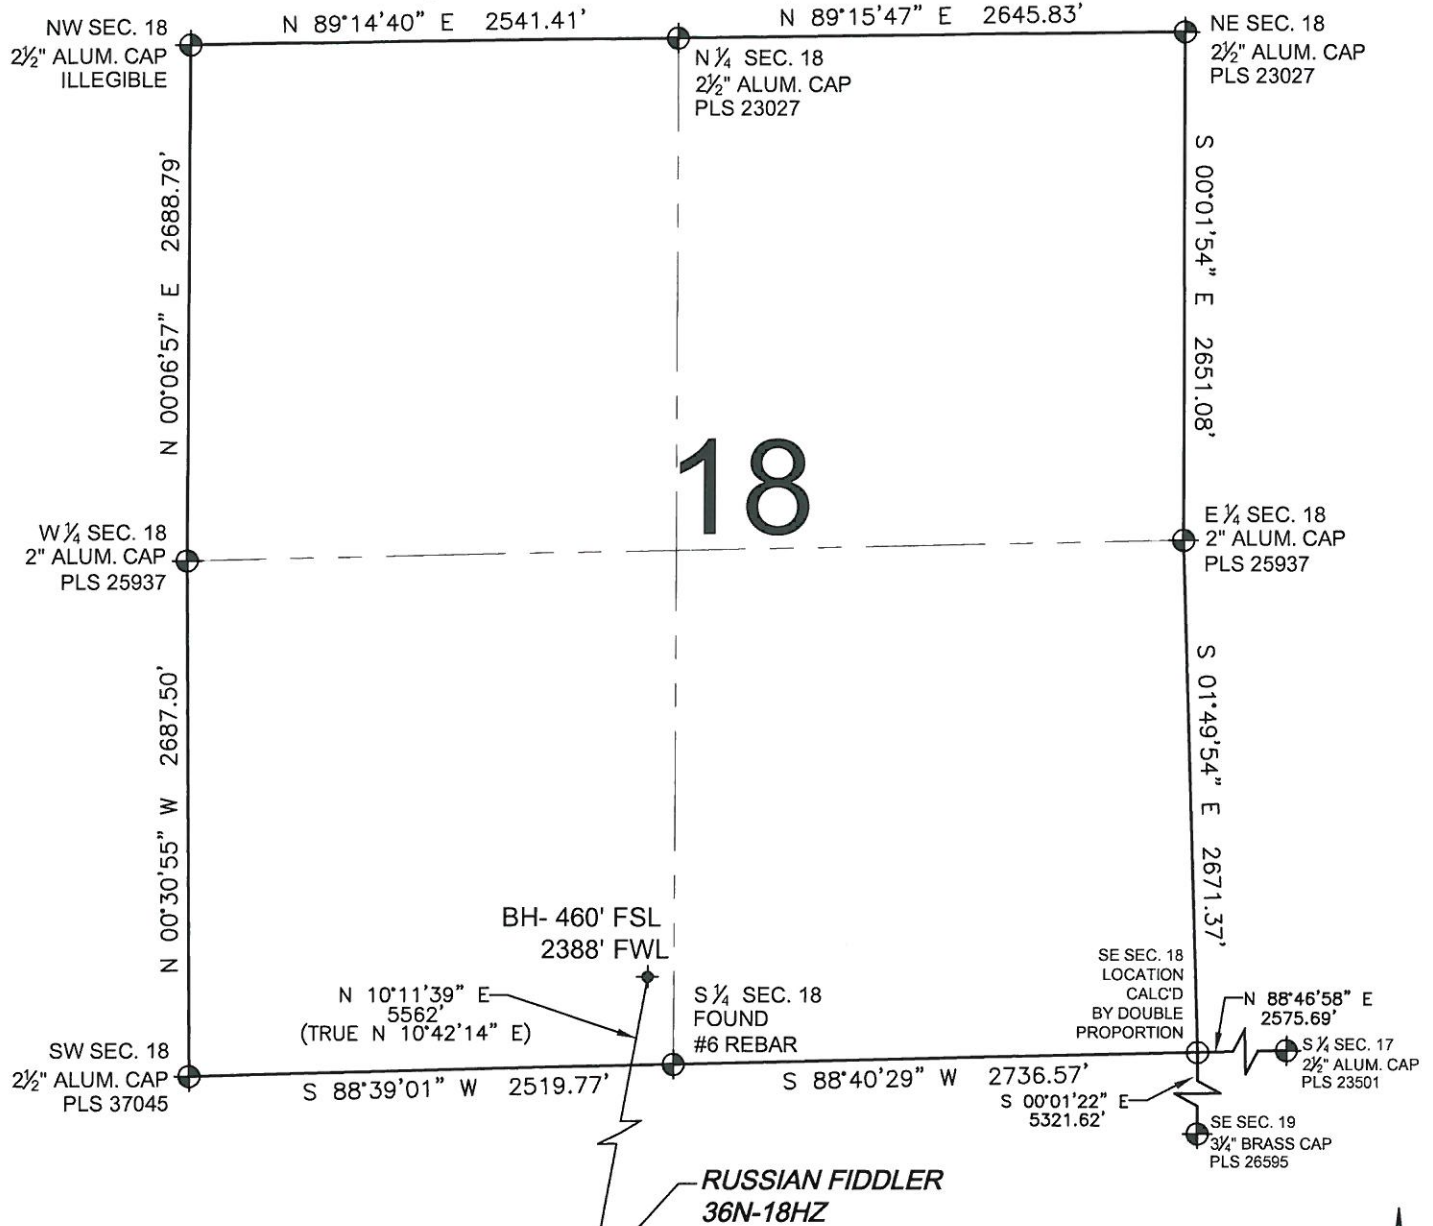 N 89°14'40" E 2541.41'
N 89°15'47" E 2645.83'
NW SEC. 18
2½" ALUM. CAP
ILLEGIBLE
N ¼ SEC. 18
2½" ALUM. CAP
PLS 23027
NE SEC. 18
2½" ALUM. CAP
PLS 23027
N 00°06'57" E 2688.79'
S 00°01'54" E 2651.08'
18
W ¼ SEC. 18
2" ALUM. CAP
PLS 25937
E ¼ SEC. 18
2" ALUM. CAP
PLS 25937
N 00°30'55" W 2687.50'
S 01°49'54" E 2671.37'
BH- 460' FSL
2388' FWL
N 10°11'39" E
5562'
(TRUE N 10°42'14" E)
S ¼ SEC. 18
FOUND
#6 REBAR
SE SEC. 18
LOCATION
CALC'D
BY DOUBLE
PROPORTION
N 88°46'58" E
2575.69'
SW SEC. 18
2½" ALUM. CAP
PLS 37045
S 88°39'01" W 2519.77'
S 88°40'29" W 2736.57'
S ¼ SEC. 17
2½" ALUM. CAP
PLS 23501
S 00°01'22" E
5321.62'
SE SEC. 19
3¼" BRASS CAP
PLS 26595
RUSSIAN FIDDLER
36N-18HZ